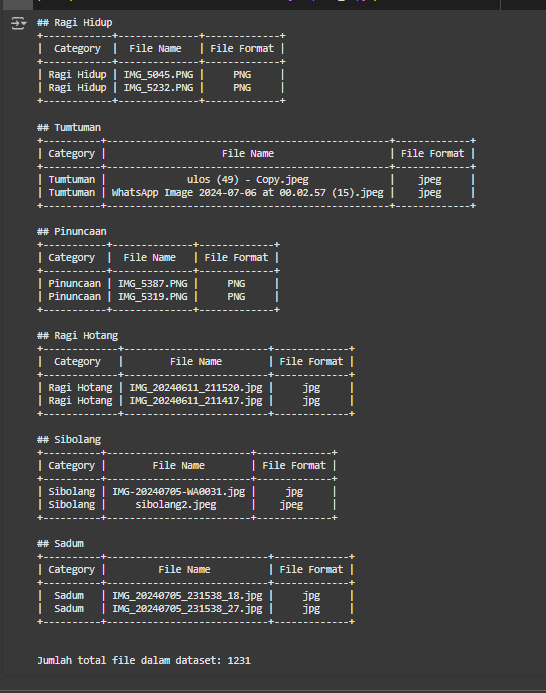 ## Ragi Hidup
+------------+--------------+-------------+
|  Category  |  File Name   | File Format |
+------------+--------------+-------------+
| Ragi Hidup | IMG_5045.PNG |     PNG     |
| Ragi Hidup | IMG_5232.PNG |     PNG     |
+------------+--------------+-------------+
## Tumtuman
+----------+----------------------------------------------+-------------+
| Category |                  File Name                   | File Format |
+----------+----------------------------------------------+-------------+
| Tumtuman |            ulos (49) - Copy.jpeg             |    jpeg     |
| Tumtuman | WhatsApp Image 2024-07-06 at 00.02.57 (15).jpeg |    jpeg     |
+----------+----------------------------------------------+-------------+
## Pinuncaan
+-----------+--------------+-------------+
| Category  |  File Name   | File Format |
+-----------+--------------+-------------+
| Pinuncaan | IMG_5387.PNG |     PNG     |
| Pinuncaan | IMG_5319.PNG |     PNG     |
+-----------+--------------+-------------+
## Ragi Hotang
+-------------+-------------------------+-------------+
|  Category   |        File Name        | File Format |
+-------------+-------------------------+-------------+
| Ragi Hotang | IMG_20240611_211520.jpg |     jpg     |
| Ragi Hotang | IMG_20240611_211417.jpg |     jpg     |
+-------------+-------------------------+-------------+
## Sibolang
+----------+-------------------------+-------------+
| Category |        File Name        | File Format |
+----------+-------------------------+-------------+
| Sibolang | IMG-20240705-WA0031.jpg |     jpg     |
| Sibolang |     sibolang2.jpeg      |    jpeg     |
+----------+-------------------------+-------------+
## Sadum
+----------+----------------------------+-------------+
| Category |         File Name          | File Format |
+----------+----------------------------+-------------+
|  Sadum   | IMG_20240705_231538_18.jpg |     jpg     |
|  Sadum   | IMG_20240705_231538_27.jpg |     jpg     |
+----------+----------------------------+-------------+
Jumlah total file dalam dataset: 1231